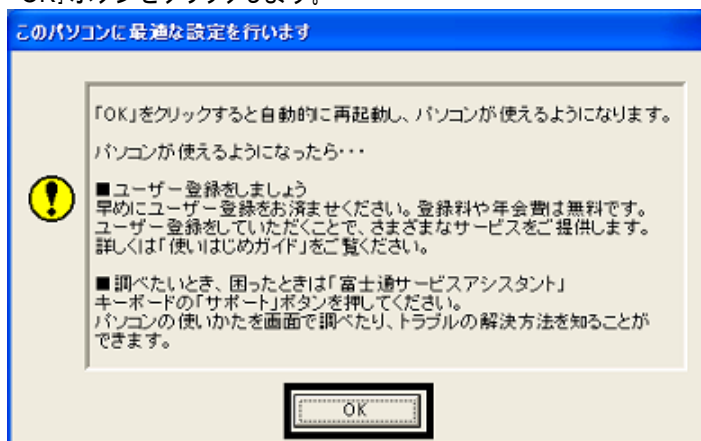 OK」ボタンをクリックします。
このパソコンに最適な設定を行います
「OK」をクリックすると自動的に再起動し、パソコンが使えるようになります。
パソコンが使えるようになったら・・・
■ユーザー登録をしましょう
早めにユーザー登録をお済ませください。登録料や年会費は無料です。
ユーザー登録をしていただくことで、さまざまなサービスをご提供します。
詳しくは「使いはじめガイド」をご覧ください。
■調べたいとき、困ったときは「富士通サービスアシスタント」
キーボードの「サポート」ボタンを押してください。
パソコンの使いかたを画面で調べたり、トラブルの解決方法を知ることが
できます。
OK